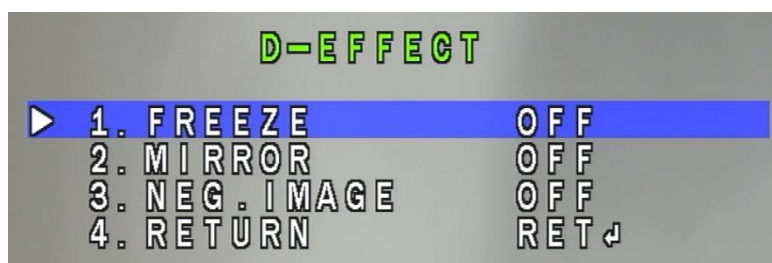 D-EFFECT
1. FREEZE OFF
2. MIRROR OFF
3. NEG.IMAGE OFF
4. RETURN RET↲